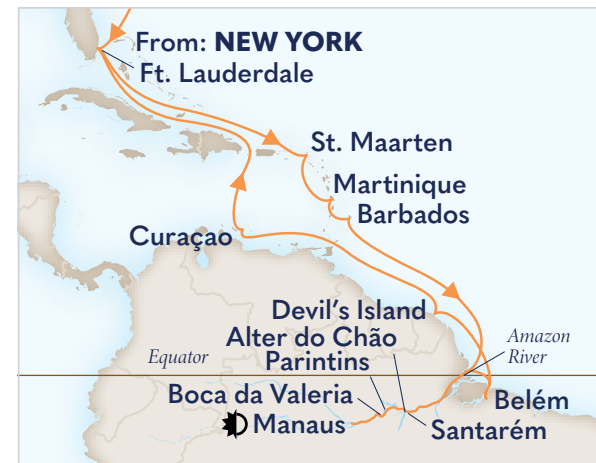 From: NEW YORK
Ft. Lauderdale
St. Maarten
Martinique
Barbados
Curaçao
Devil's Island
Alter do Chão
Amazon
River
Equator
Parintins
Boca da Valeria
Belém
Manaus
Santarém